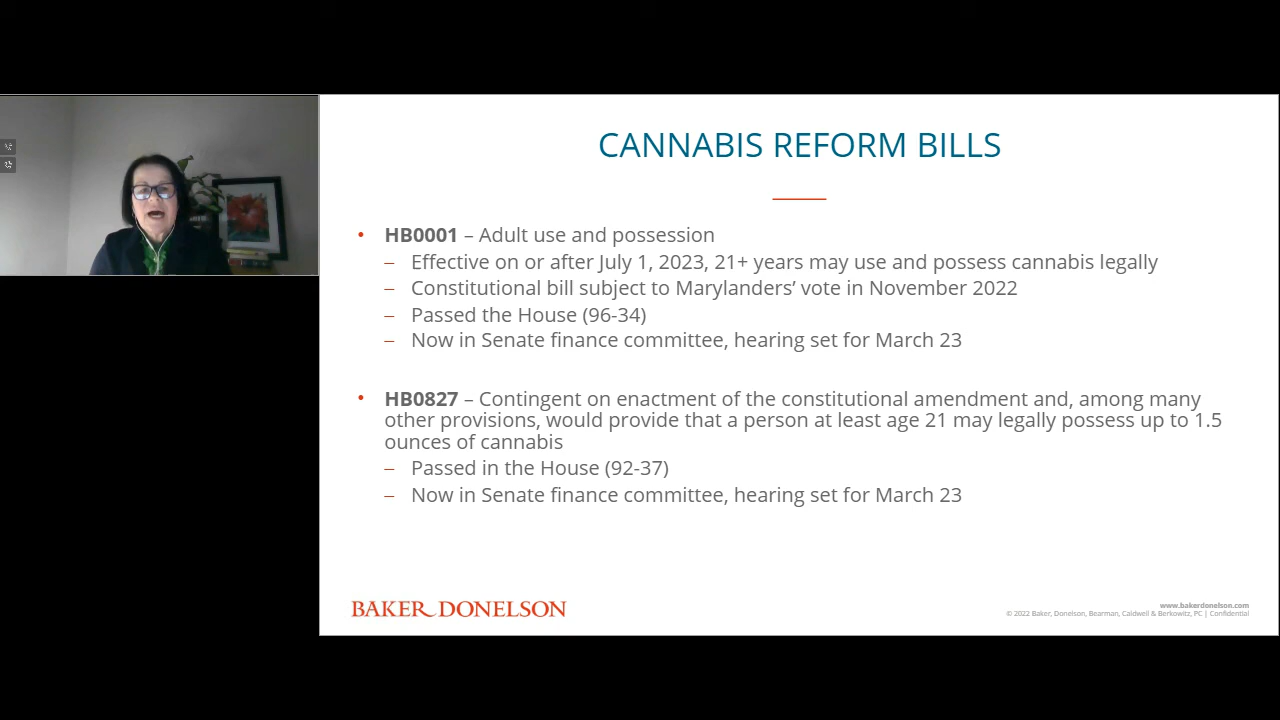 CANNABIS REFORM BILLS
• HB0001 – Adult use and possession
– Effective on or after July 1, 2023, 21+ years may use and possess cannabis legally
– Constitutional bill subject to Marylanders’ vote in November 2022
– Passed the House (96-34)
– Now in Senate finance committee, hearing set for March 23
• HB0827 – Contingent on enactment of the constitutional amendment and, among many
other provisions, would provide that a person at least age 21 may legally possess up to 1.5
ounces of cannabis
– Passed in the House (92-37)
– Now in Senate finance committee, hearing set for March 23
BAKER DONELSON
www.bakerdonelson.com
© 2022 Baker, Donelson, Bearman, Caldwell & Berkowitz, PC | Confidential